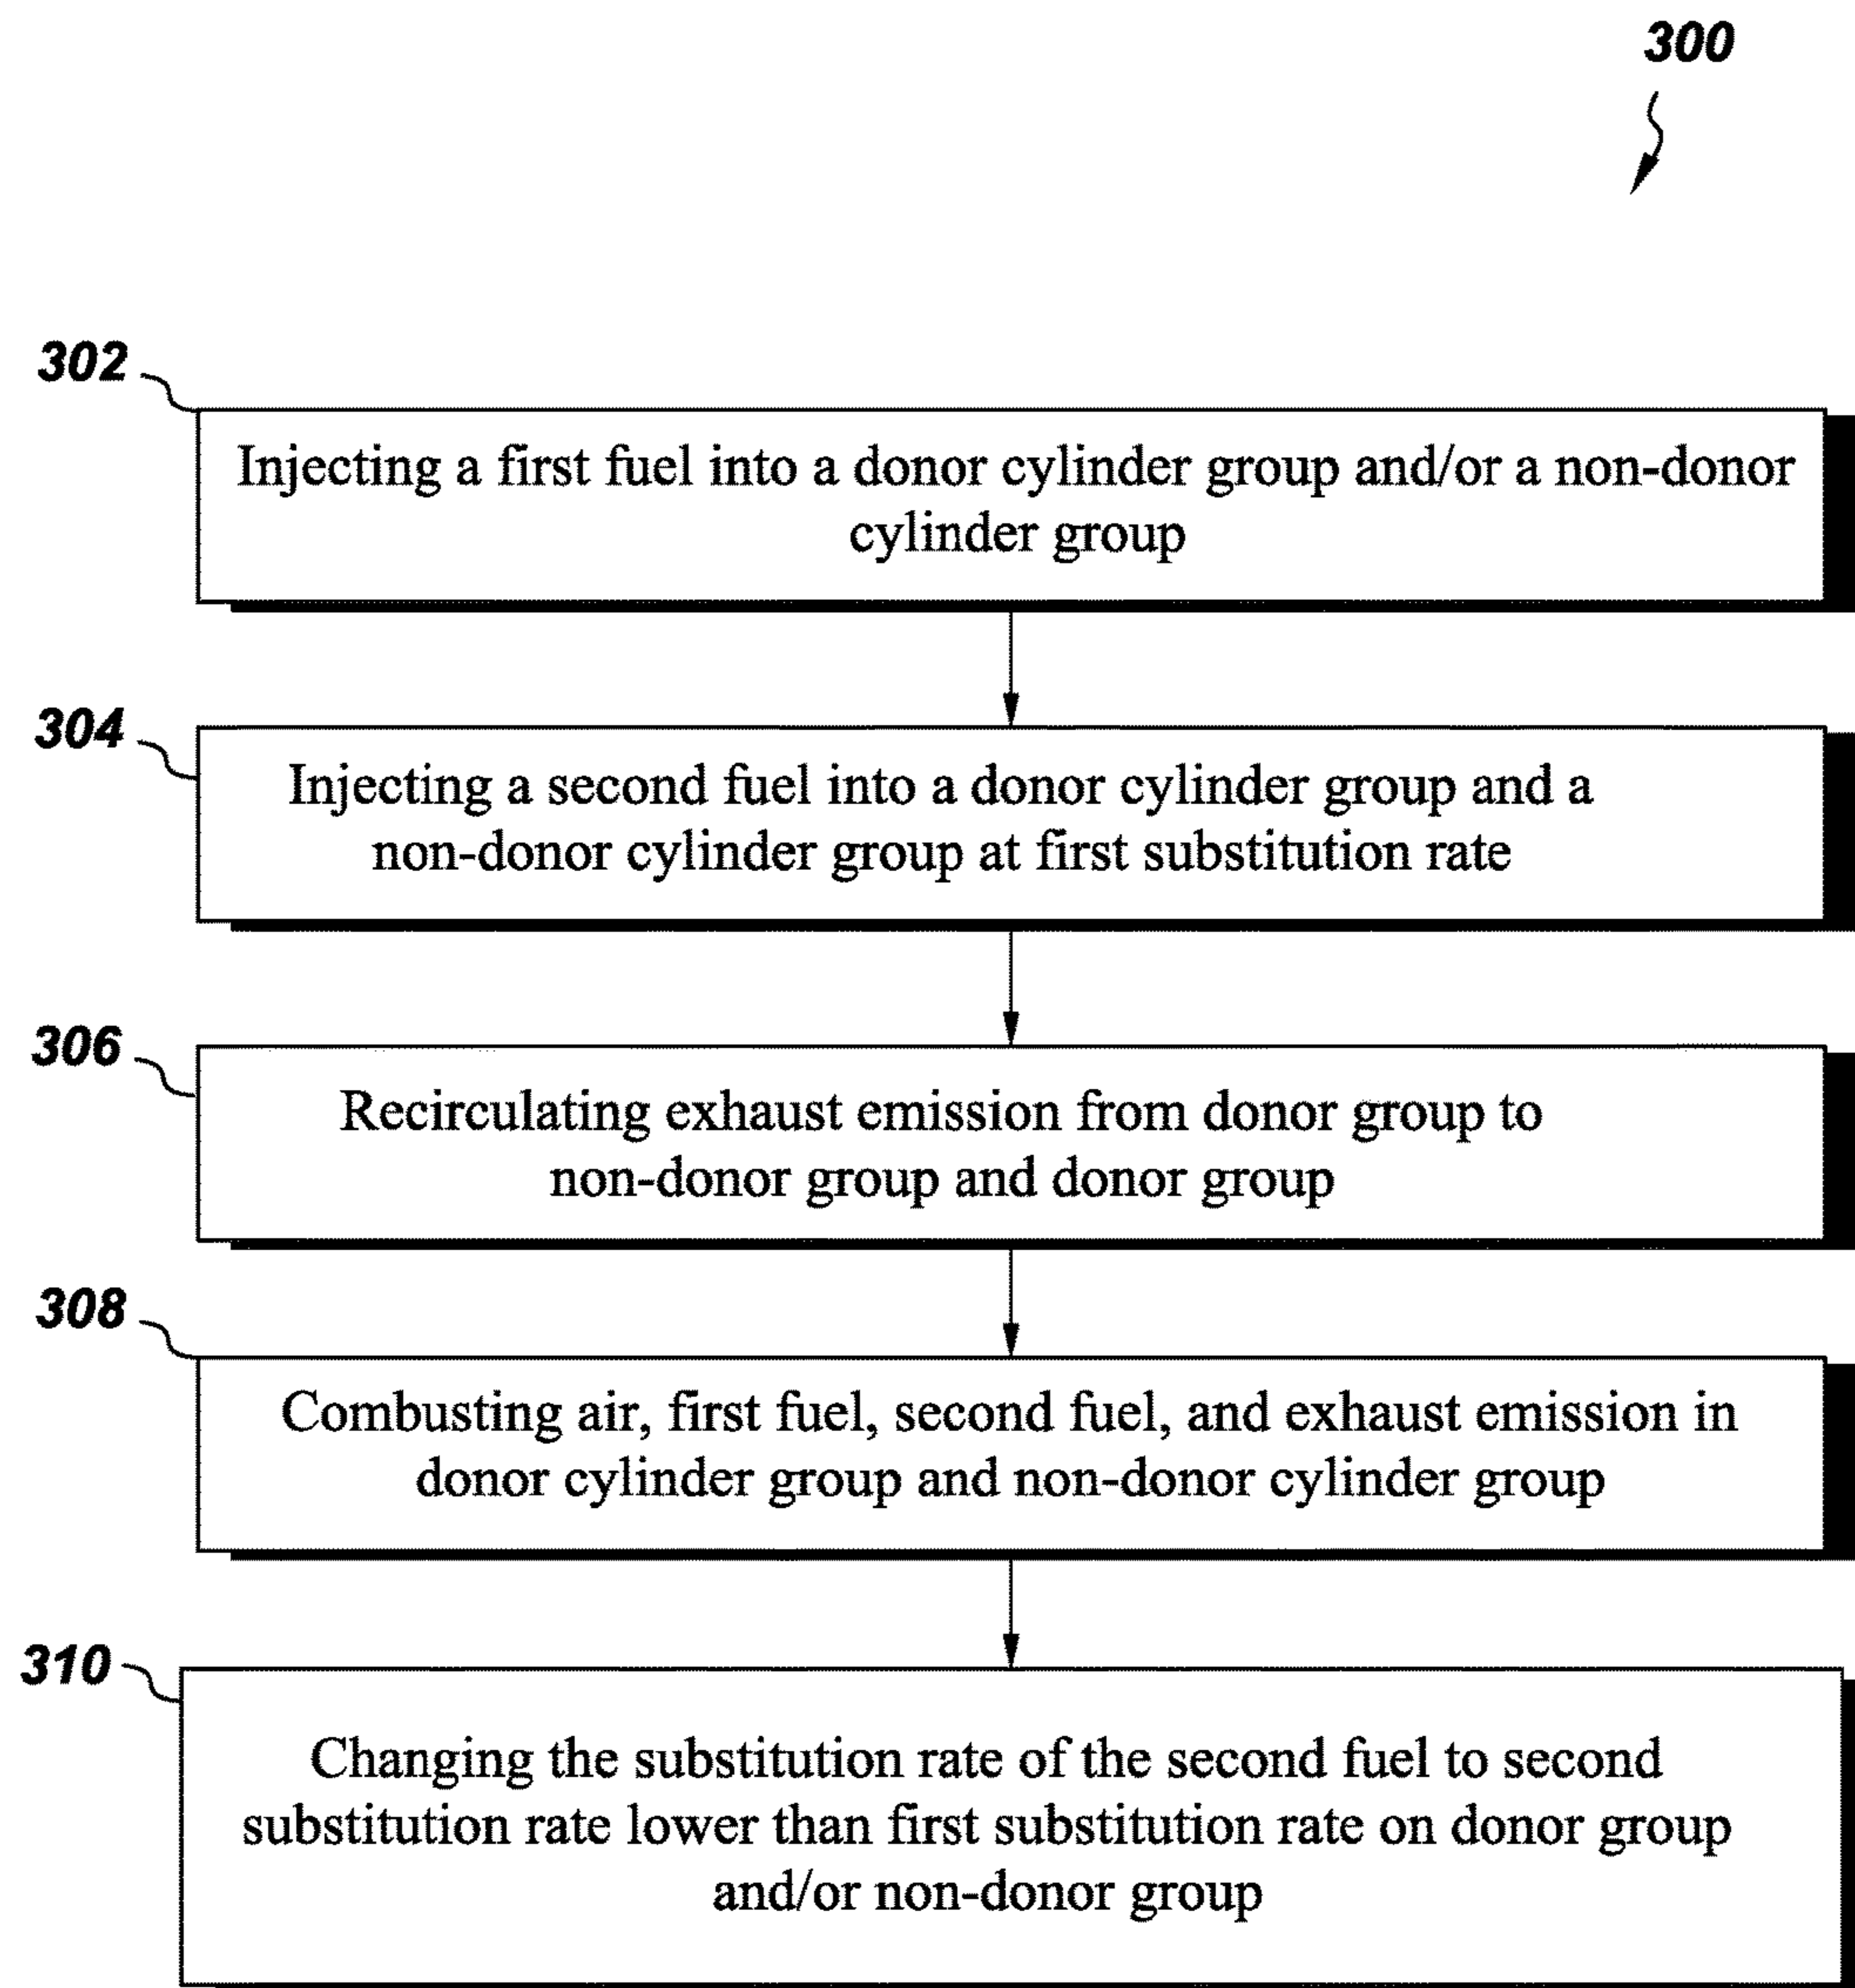 300
302
Injecting a first fuel into a donor cylinder group and/or a non-donor
cylinder group
304
Injecting a second fuel into a donor cylinder group and a
non-donor cylinder group at first substitution rate
306
Recirculating exhaust emission from donor group to
non-donor group and donor group
308
Combusting air, first fuel, second fuel, and exhaust emission in
donor cylinder group and non-donor cylinder group
310
Changing the substitution rate of the second fuel to second
substitution rate lower than first substitution rate on donor group
and/or non-donor group